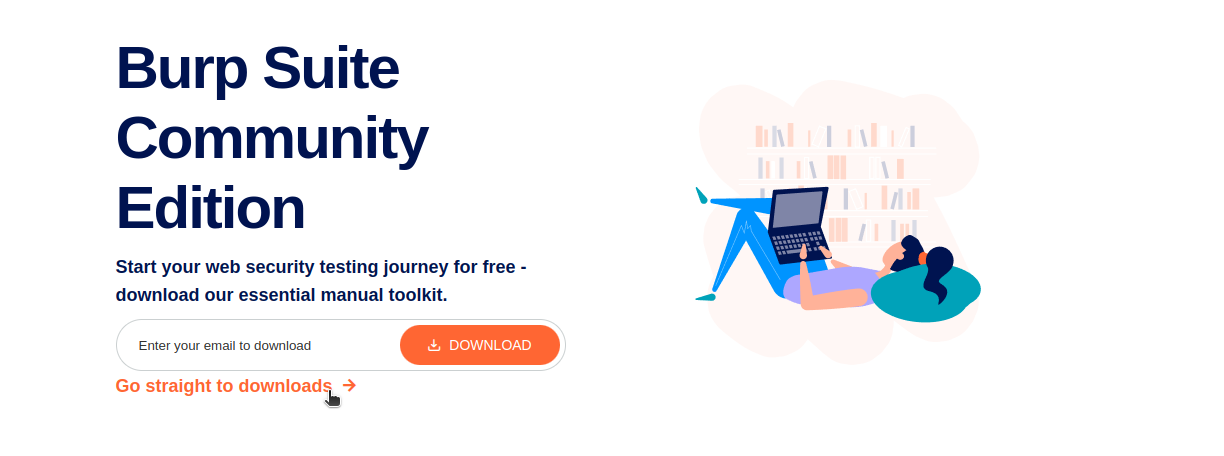 Burp Suite
Community
Edition
Start your web security testing journey for free -
download our essential manual toolkit.
Enter your email to download
DOWNLOAD
Go straight to downloads